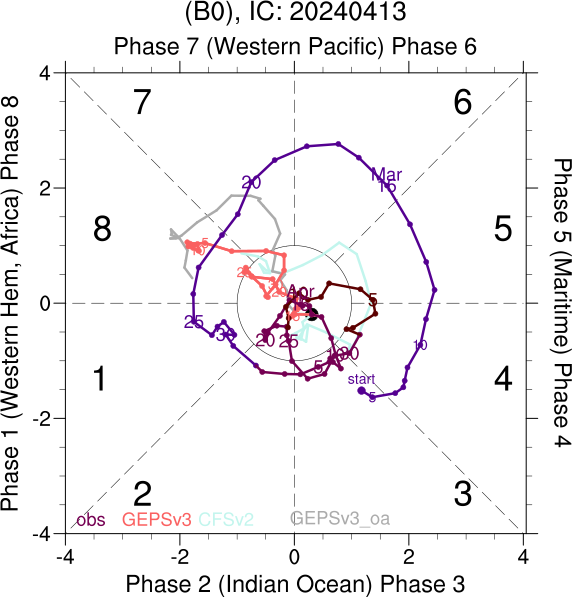 (B0), IC: 20240413
Phase 7 (Western Pacific) Phase 6
Phase 1 (Western Hem, Africa) Phase 8
Phase 5 (Maritime) Phase 4
4
2
0
-2
-4
7
6
8
5
1
4
2
3
Mar
15
20
25
10
start
5
Apr
5
20
25
5
30
obs GEPSv3 CFSv2 GEPSv3_oa
-4 -2 0 2 4
Phase 2 (Indian Ocean) Phase 3